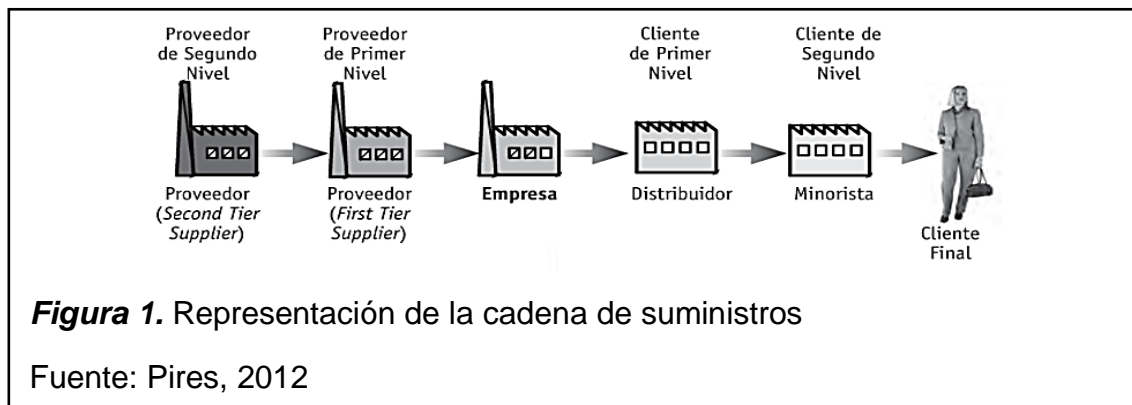 Proveedor
de Segundo
Nivel
Proveedor
de Primer
Nivel
Cliente
de Primer
Nivel
Cliente de
Segundo
Nivel
Proveedor
(Second Tier
Supplier)
Proveedor
(First Tier
Supplier)
Empresa
Distribuidor
Minorista
Cliente
Final
Figura 1. Representación de la cadena de suministros
Fuente: Pires, 2012